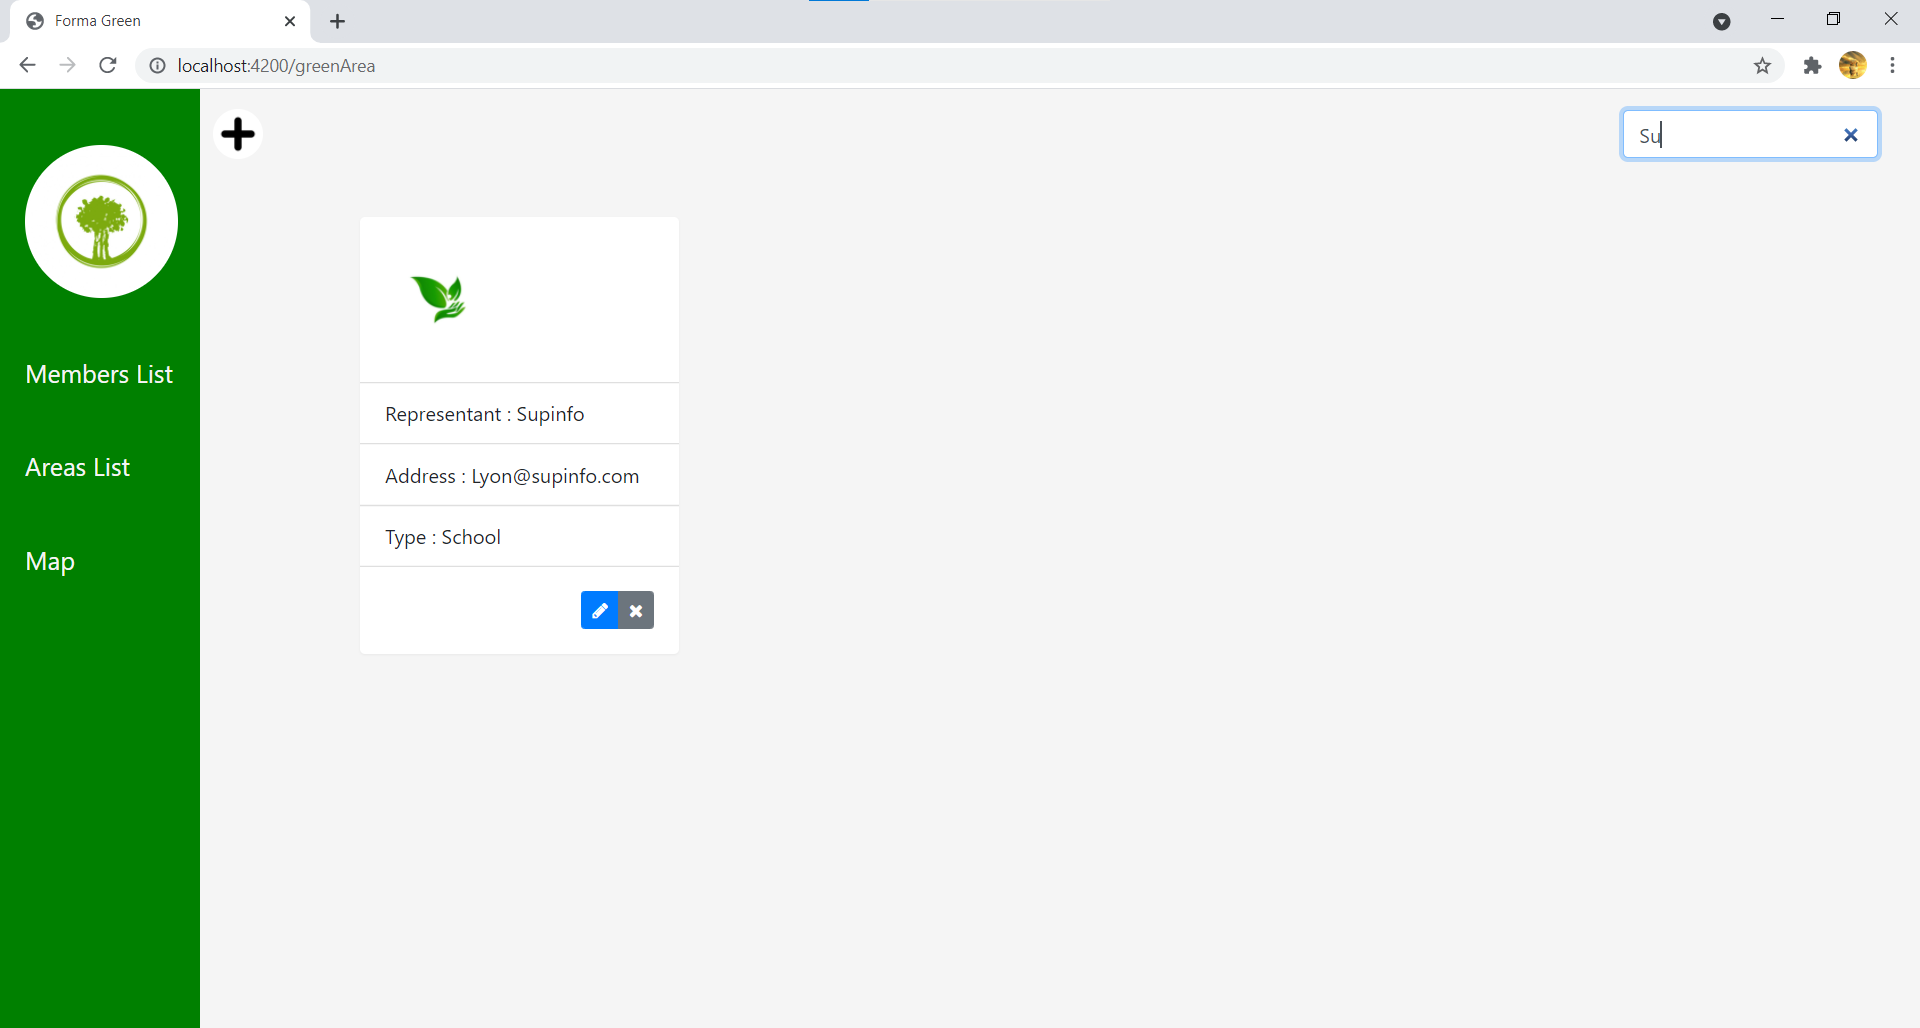 Forma Green
localhost:4200/greenArea
Su
Members List
Areas List
Map
Representant : Supinfo
Address : Lyon@supinfo.com
Type : School